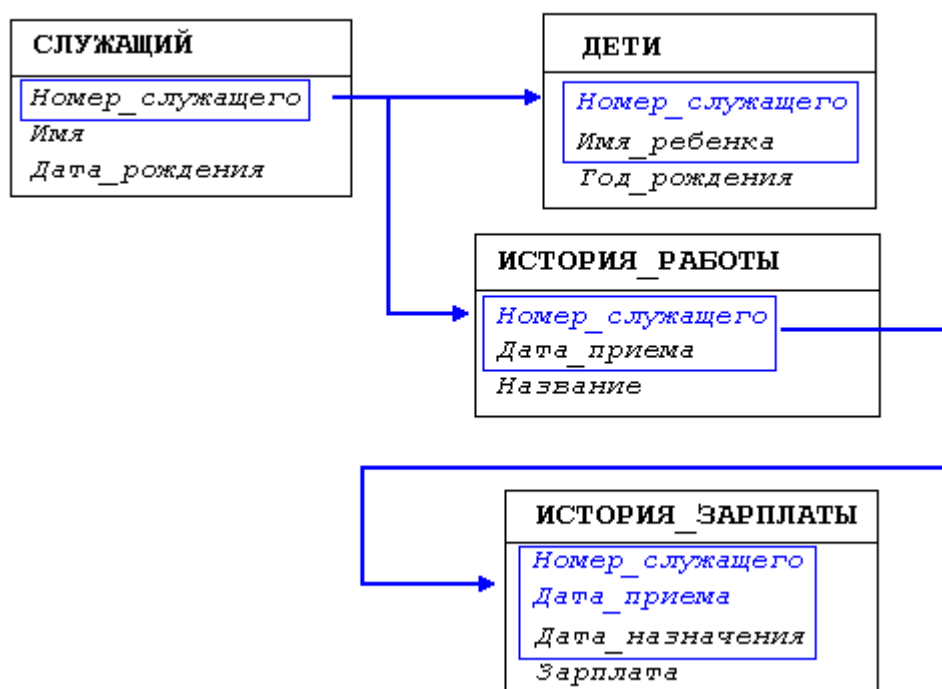 СЛУЖАЩИЙ
Номер_служащего
Имя
Дата_рождения
ДЕТИ
Номер_служащего
Имя_ребенка
Год_рождения
ИСТОРИЯ_РАБОТЫ
Номер_служащего
Дата_приема
Название
ИСТОРИЯ_ЗАРПЛАТЫ
Номер_служащего
Дата_приема
Дата_назначения
Зарплата